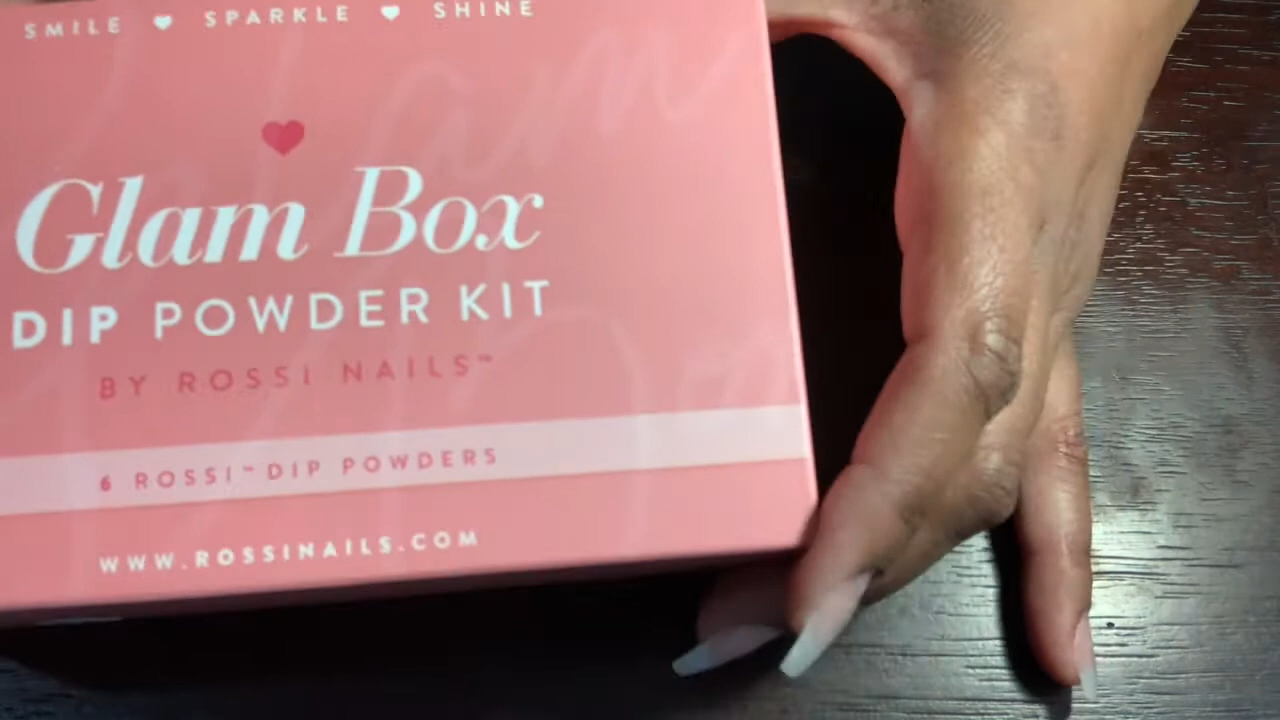 SMILE ♥ SPARKLE ♥ SHINE
Glam Box
DIP POWDER KIT
BY ROSSI NAILS™
6 ROSSI™ DIP POWDERS
WWW.ROSSINAILS.COM